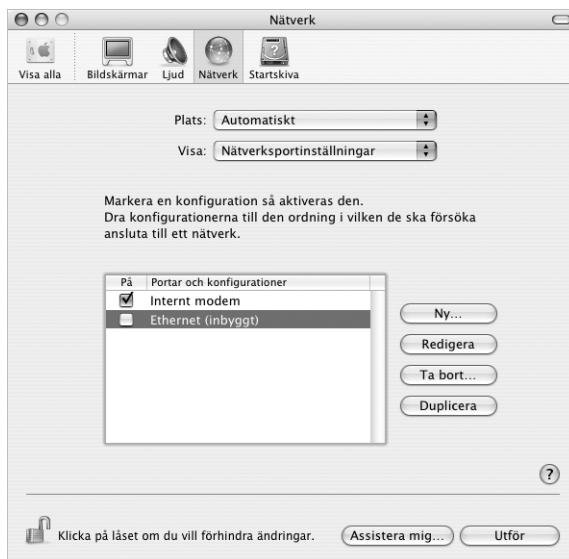 Nätverk
Visa alla
Bildskärmar
Ljud
Nätverk
Startskiva
Plats: Automatiskt
Visa: Nätverksportinställningar
Markera en konfiguration så aktiveras den.
Dra konfigurationerna till den ordning i vilken de ska försöka
ansluta till ett nätverk.
På Portar och konfigurationer
Internt modem
Ethernet (inbyggt)
Ny...
Redigera
Ta bort...
Duplicera
?
Klicka på låset om du vill förhindra ändringar.
Assistera mig...
Utför